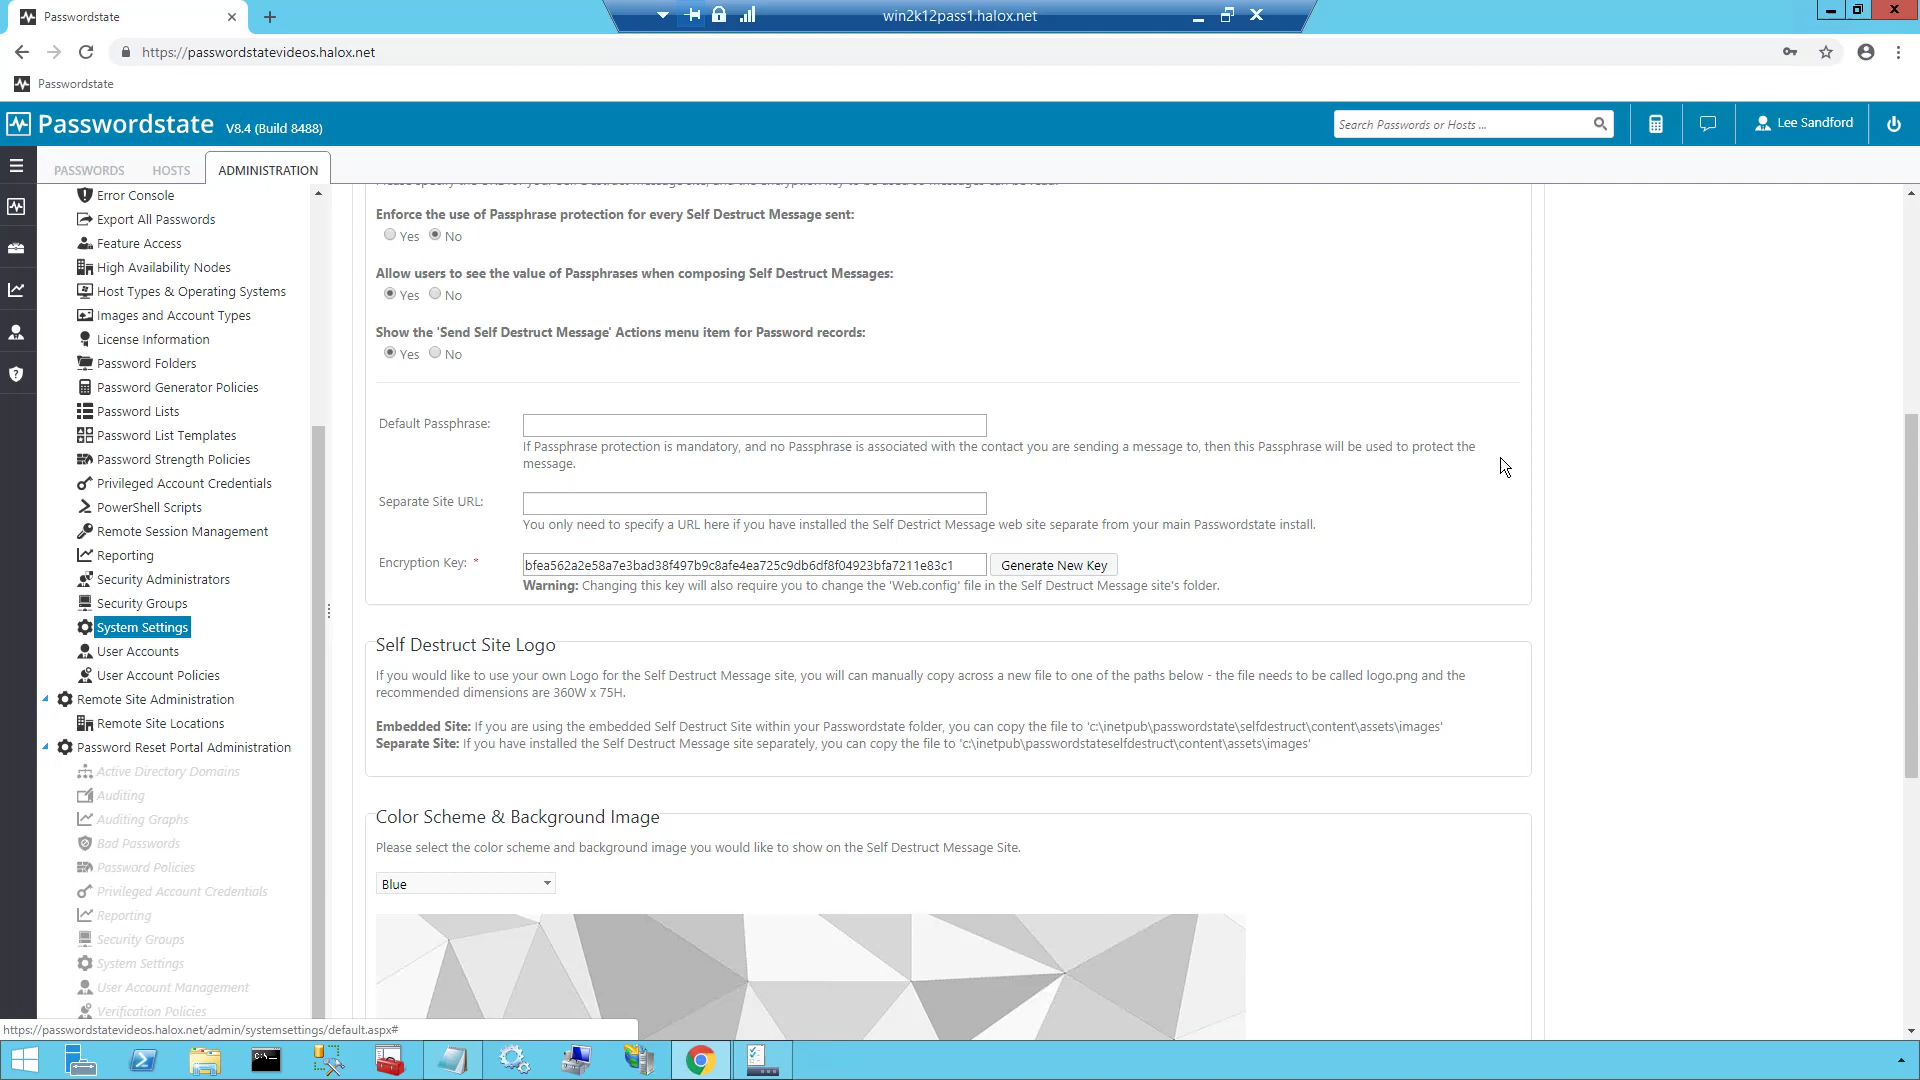 Passwordstate
win2k12pass1.halox.net
https://passwordstatevideos.halox.net
Passwordstate
Passwordstate V8.4 (Build 8488)
Search Passwords or Hosts ...
Lee Sandford
PASSWORDS
HOSTS
ADMINISTRATION
Error Console
Export All Passwords
Feature Access
High Availability Nodes
Host Types & Operating Systems
Images and Account Types
License Information
Password Folders
Password Generator Policies
Password Lists
Password List Templates
Password Strength Policies
Privileged Account Credentials
PowerShell Scripts
Remote Session Management
Reporting
Security Administrators
Security Groups
System Settings
User Accounts
User Account Policies
Remote Site Administration
Remote Site Locations
Password Reset Portal Administration
Active Directory Domains
Auditing
Auditing Graphs
Bad Passwords
Password Policies
Privileged Account Credentials
Reporting
Security Groups
System Settings
User Account Management
Verification Policies
https://passwordstatevideos.halox.net/admin/systemsettings/default.aspx#
Enforce the use of Passphrase protection for every Self Destruct Message sent:
Yes No
Allow users to see the value of Passphrases when composing Self Destruct Messages:
Yes No
Show the 'Send Self Destruct Message' Actions menu item for Password records:
Yes No
Default Passphrase:
If Passphrase protection is mandatory, and no Passphrase is associated with the contact you are sending a message to, then this Passphrase will be used to protect the
message.
Separate Site URL:
You only need to specify a URL here if you have installed the Self Destrict Message web site separate from your main Passwordstate install.
Encryption Key: *
bfea562a2e58a7e3bad38f497b9c8afe4ea725c9db6df8f04923bfa7211e83c1
Generate New Key
Warning: Changing this key will also require you to change the 'Web.config' file in the Self Destruct Message site's folder.
Self Destruct Site Logo
If you would like to use your own Logo for the Self Destruct Message site, you will can manually copy across a new file to one of the paths below - the file needs to be called logo.png and the
recommended dimensions are 360W x 75H.
Embedded Site: If you are using the embedded Self Destruct Site within your Passwordstate folder, you can copy the file to 'c:\inetpub\passwordstate\selfdestruct\content\assets\images'
Separate Site: If you have installed the Self Destruct Message site separately, you can copy the file to 'c:\inetpub\passwordstateselfdestruct\content\assets\images'
Color Scheme & Background Image
Please select the color scheme and background image you would like to show on the Self Destruct Message Site.
Blue